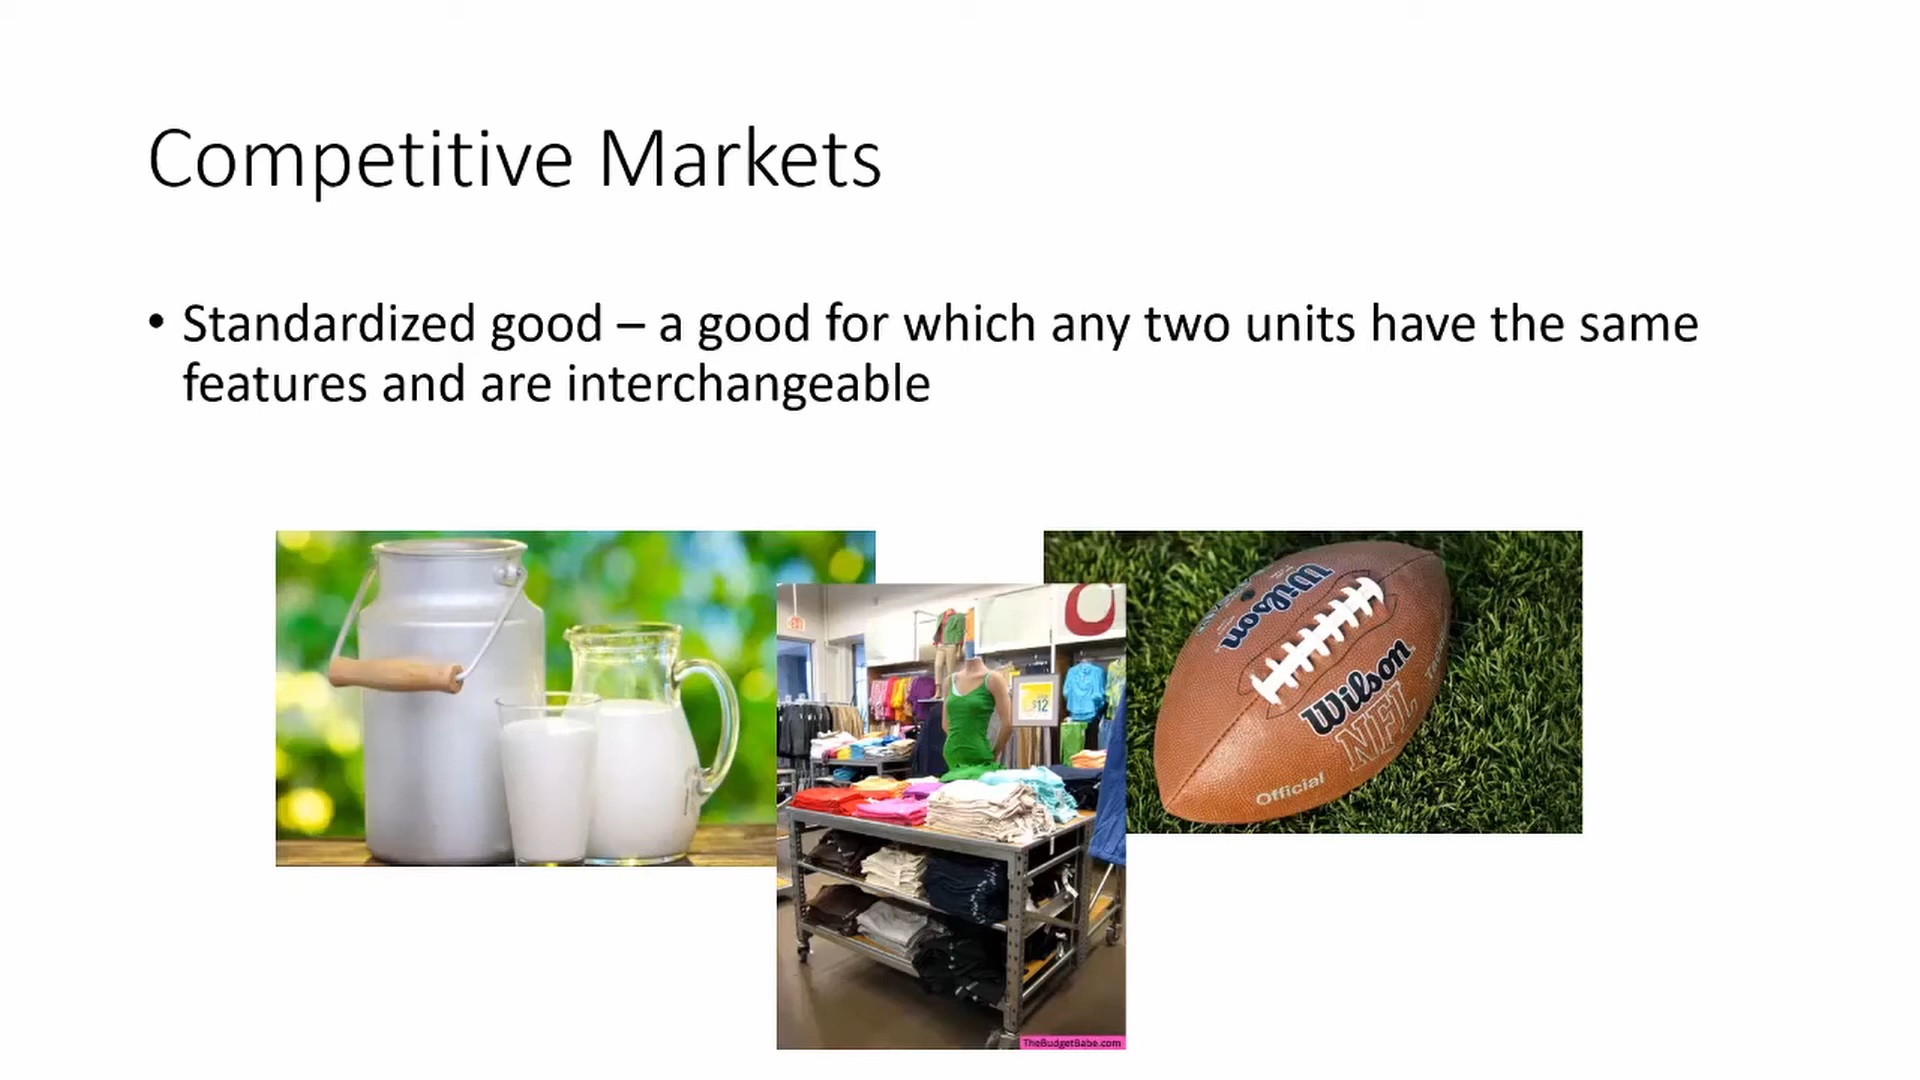 Competitive Markets
• Standardized good – a good for which any two units have the same
features and are interchangeable
EXIT
$12
Wilson
Wilson
NFL
Official
TheBudgetBabe.com